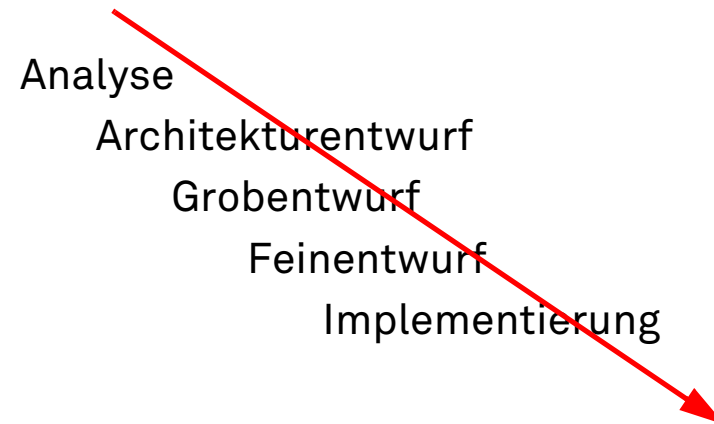 Analyse
Architekturentwurf
Grobentwurf
Feinentwurf
Implementierung